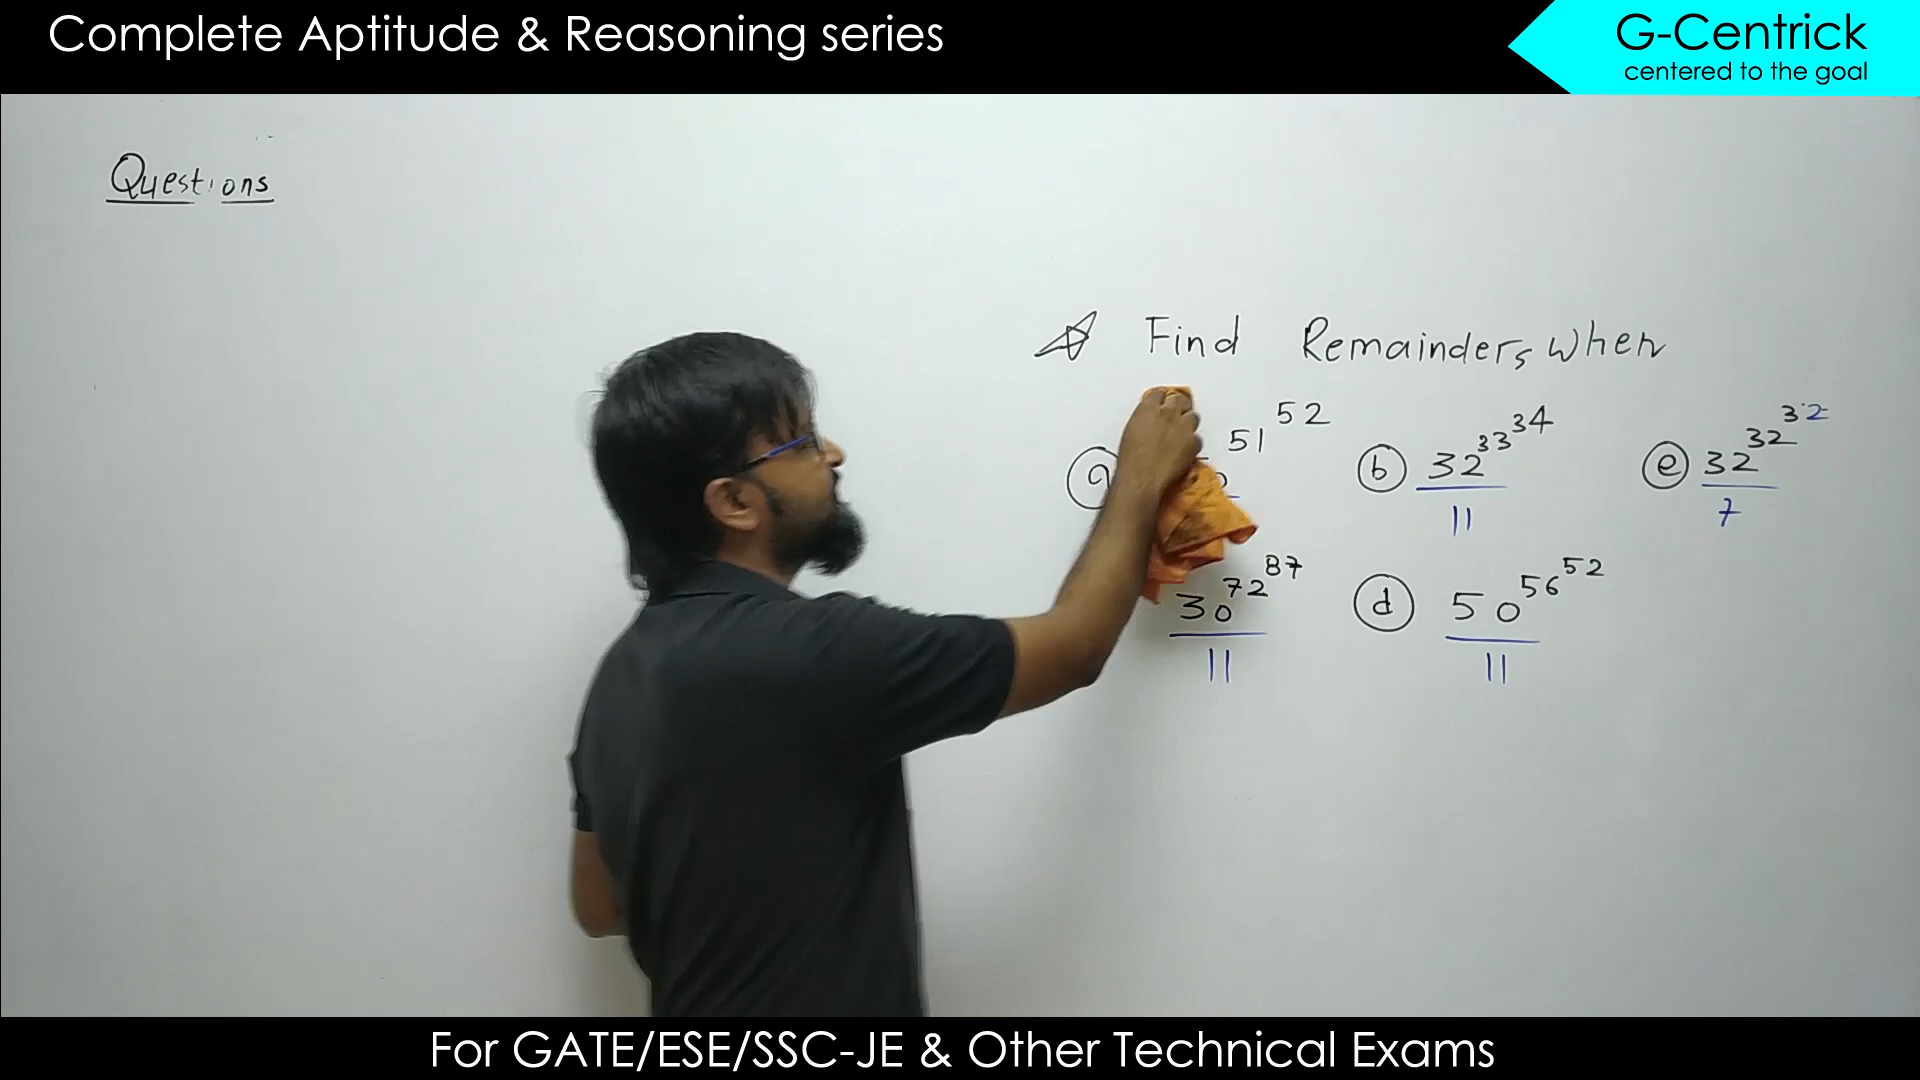 Complete Aptitude & Reasoning series
G-Centrick
centered to the goal
Questions
Find Remainders when
51 52
(b) 32^33^34 / 11
(e) 32^32^32 / 7
30^72^87 / 11
(d) 50^56^52 / 11
For GATE/ESE/SSC-JE & Other Technical Exams